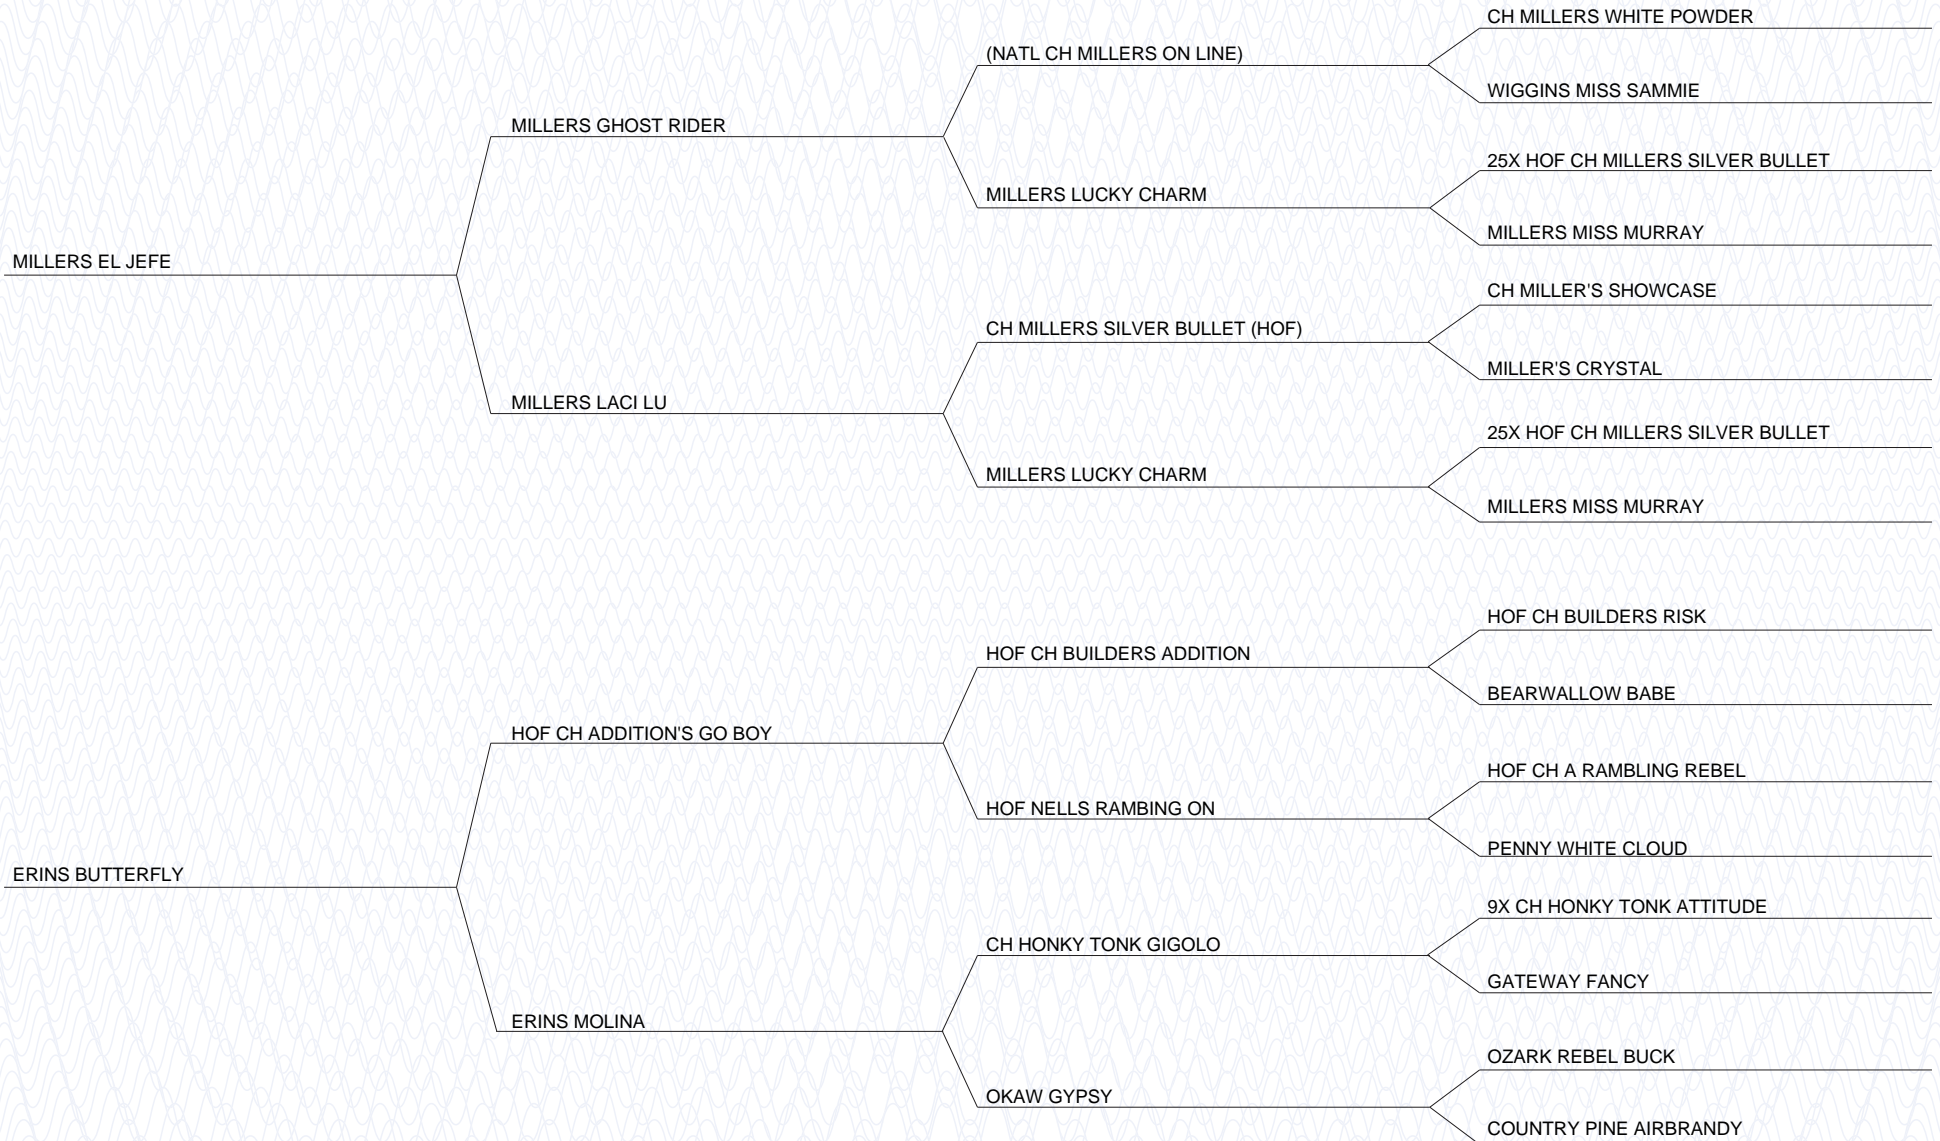 CH MILLERS WHITE POWDER
(NATL CH MILLERS ON LINE)
WIGGINS MISS SAMMIE
MILLERS GHOST RIDER
25X HOF CH MILLERS SILVER BULLET
MILLERS LUCKY CHARM
MILLERS MISS MURRAY
MILLERS EL JEFE
CH MILLER'S SHOWCASE
CH MILLERS SILVER BULLET (HOF)
MILLER'S CRYSTAL
MILLERS LACI LU
25X HOF CH MILLERS SILVER BULLET
MILLERS LUCKY CHARM
MILLERS MISS MURRAY
HOF CH BUILDERS RISK
HOF CH BUILDERS ADDITION
BEARWALLOW BABE
HOF CH ADDITION'S GO BOY
HOF CH A RAMBLING REBEL
HOF NELLS RAMBING ON
PENNY WHITE CLOUD
ERINS BUTTERFLY
9X CH HONKY TONK ATTITUDE
CH HONKY TONK GIGOLO
GATEWAY FANCY
ERINS MOLINA
OZARK REBEL BUCK
OKAW GYPSY
COUNTRY PINE AIRBRANDY